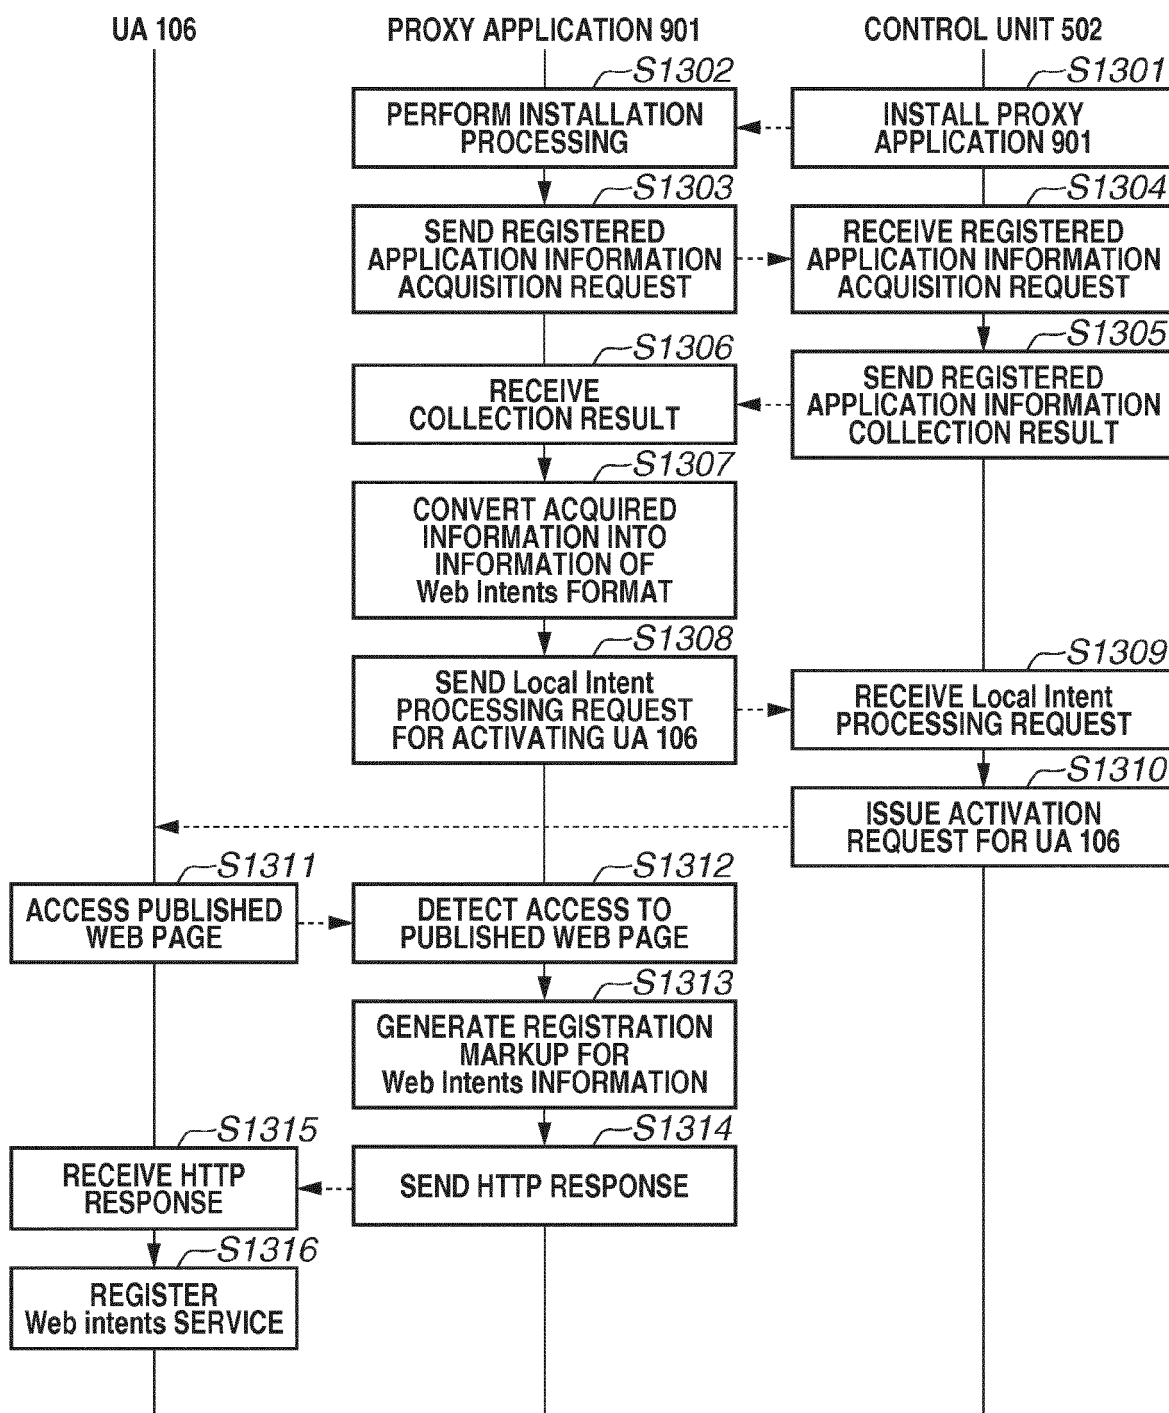 UA 106
PROXY APPLICATION 901
CONTROL UNIT 502
S1302
S1301
PERFORM INSTALLATION
PROCESSING
INSTALL PROXY
APPLICATION 901
S1303
S1304
SEND REGISTERED
APPLICATION INFORMATION
ACQUISITION REQUEST
RECEIVE REGISTERED
APPLICATION INFORMATION
ACQUISITION REQUEST
S1306
S1305
RECEIVE
COLLECTION RESULT
SEND REGISTERED
APPLICATION INFORMATION
COLLECTION RESULT
S1307
CONVERT ACQUIRED
INFORMATION INTO
INFORMATION OF
Web Intents FORMAT
S1308
S1309
SEND Local Intent
PROCESSING REQUEST
FOR ACTIVATING UA 106
RECEIVE Local Intent
PROCESSING REQUEST
S1310
ISSUE ACTIVATION
REQUEST FOR UA 106
S1311
S1312
ACCESS PUBLISHED
WEB PAGE
DETECT ACCESS TO
PUBLISHED WEB PAGE
S1313
GENERATE REGISTRATION
MARKUP FOR
Web Intents INFORMATION
S1315
S1314
RECEIVE HTTP
RESPONSE
SEND HTTP RESPONSE
S1316
REGISTER
Web intents SERVICE